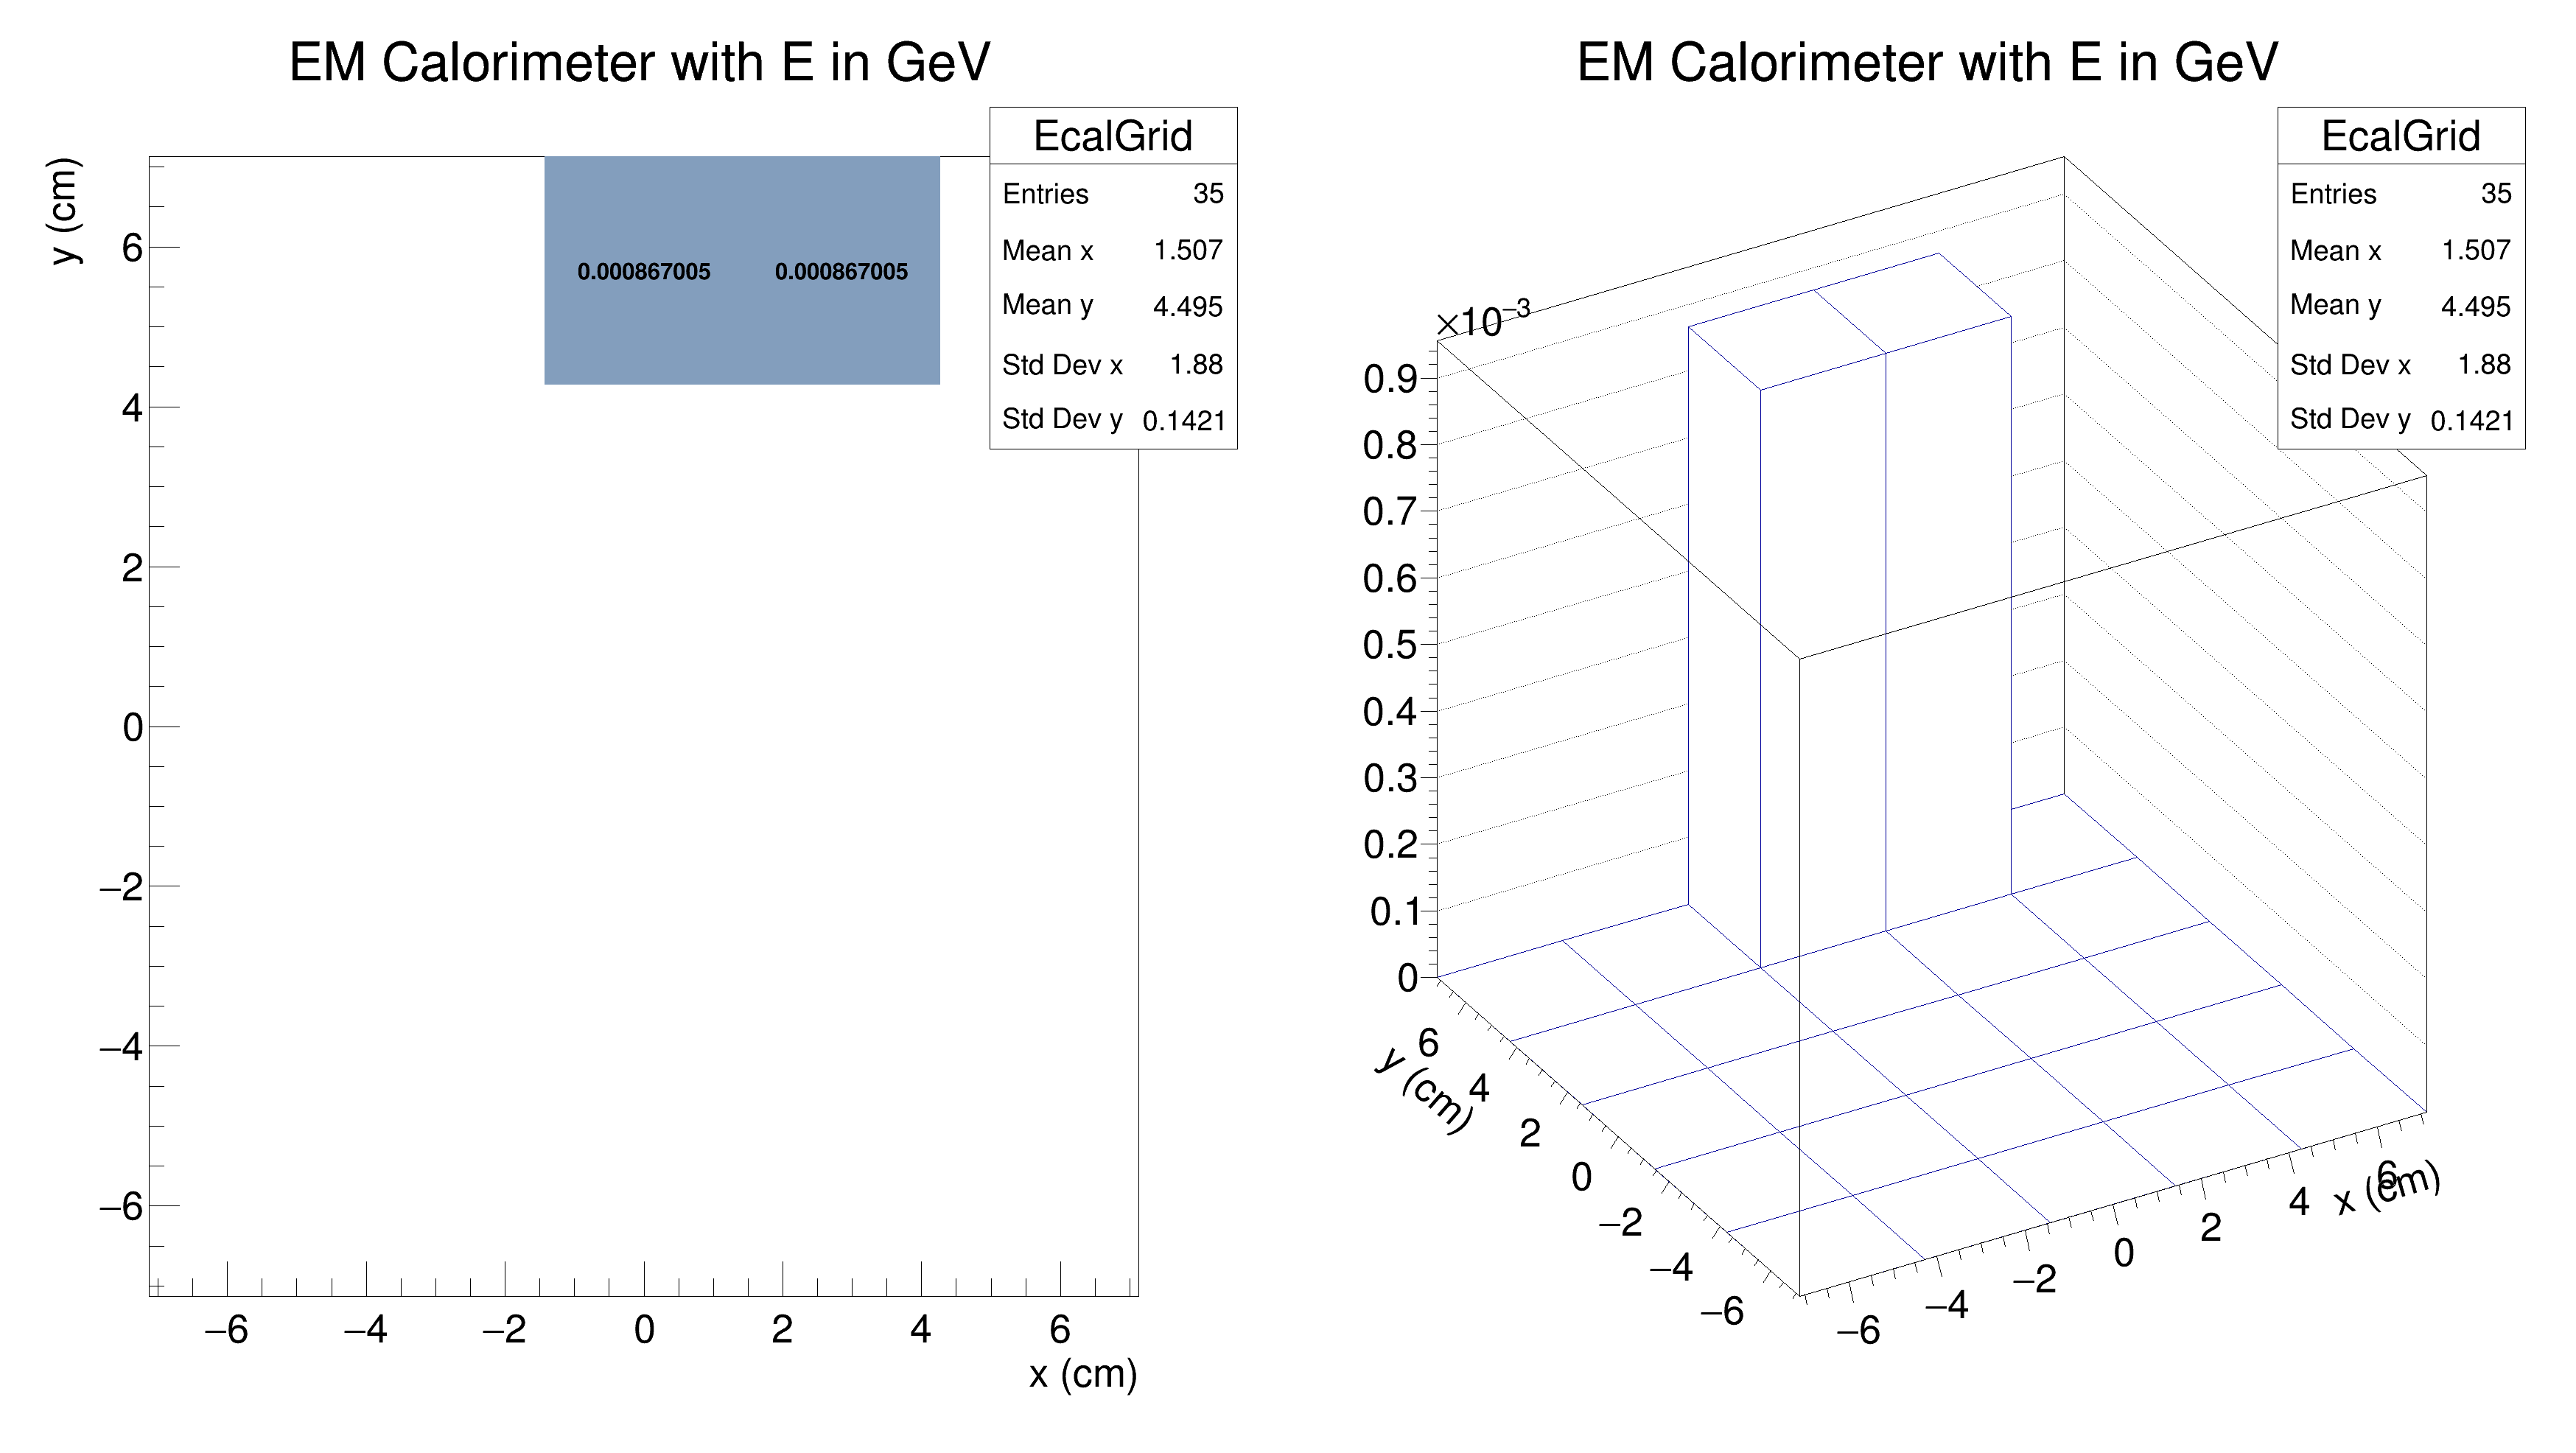 EM Calorimeter with E in GeV
EcalGrid
Entries 35
Mean x 1.507
Mean y 4.495
Std Dev x 1.88
Std Dev y 0.1421
y (cm)
0.000867005 0.000867005
6
4
2
0
−2
−4
−6
−6 −4 −2 0 2 4 6
x (cm)
EM Calorimeter with E in GeV
EcalGrid
Entries 35
Mean x 1.507
Mean y 4.495
Std Dev x 1.88
Std Dev y 0.1421
×10−3
0.9
0.8
0.7
0.6
0.5
0.4
0.3
0.2
0.1
0
6
4
2
0
−2
−4
−6
y (cm)
−6 −4 −2 0 2 4 6
x (cm)